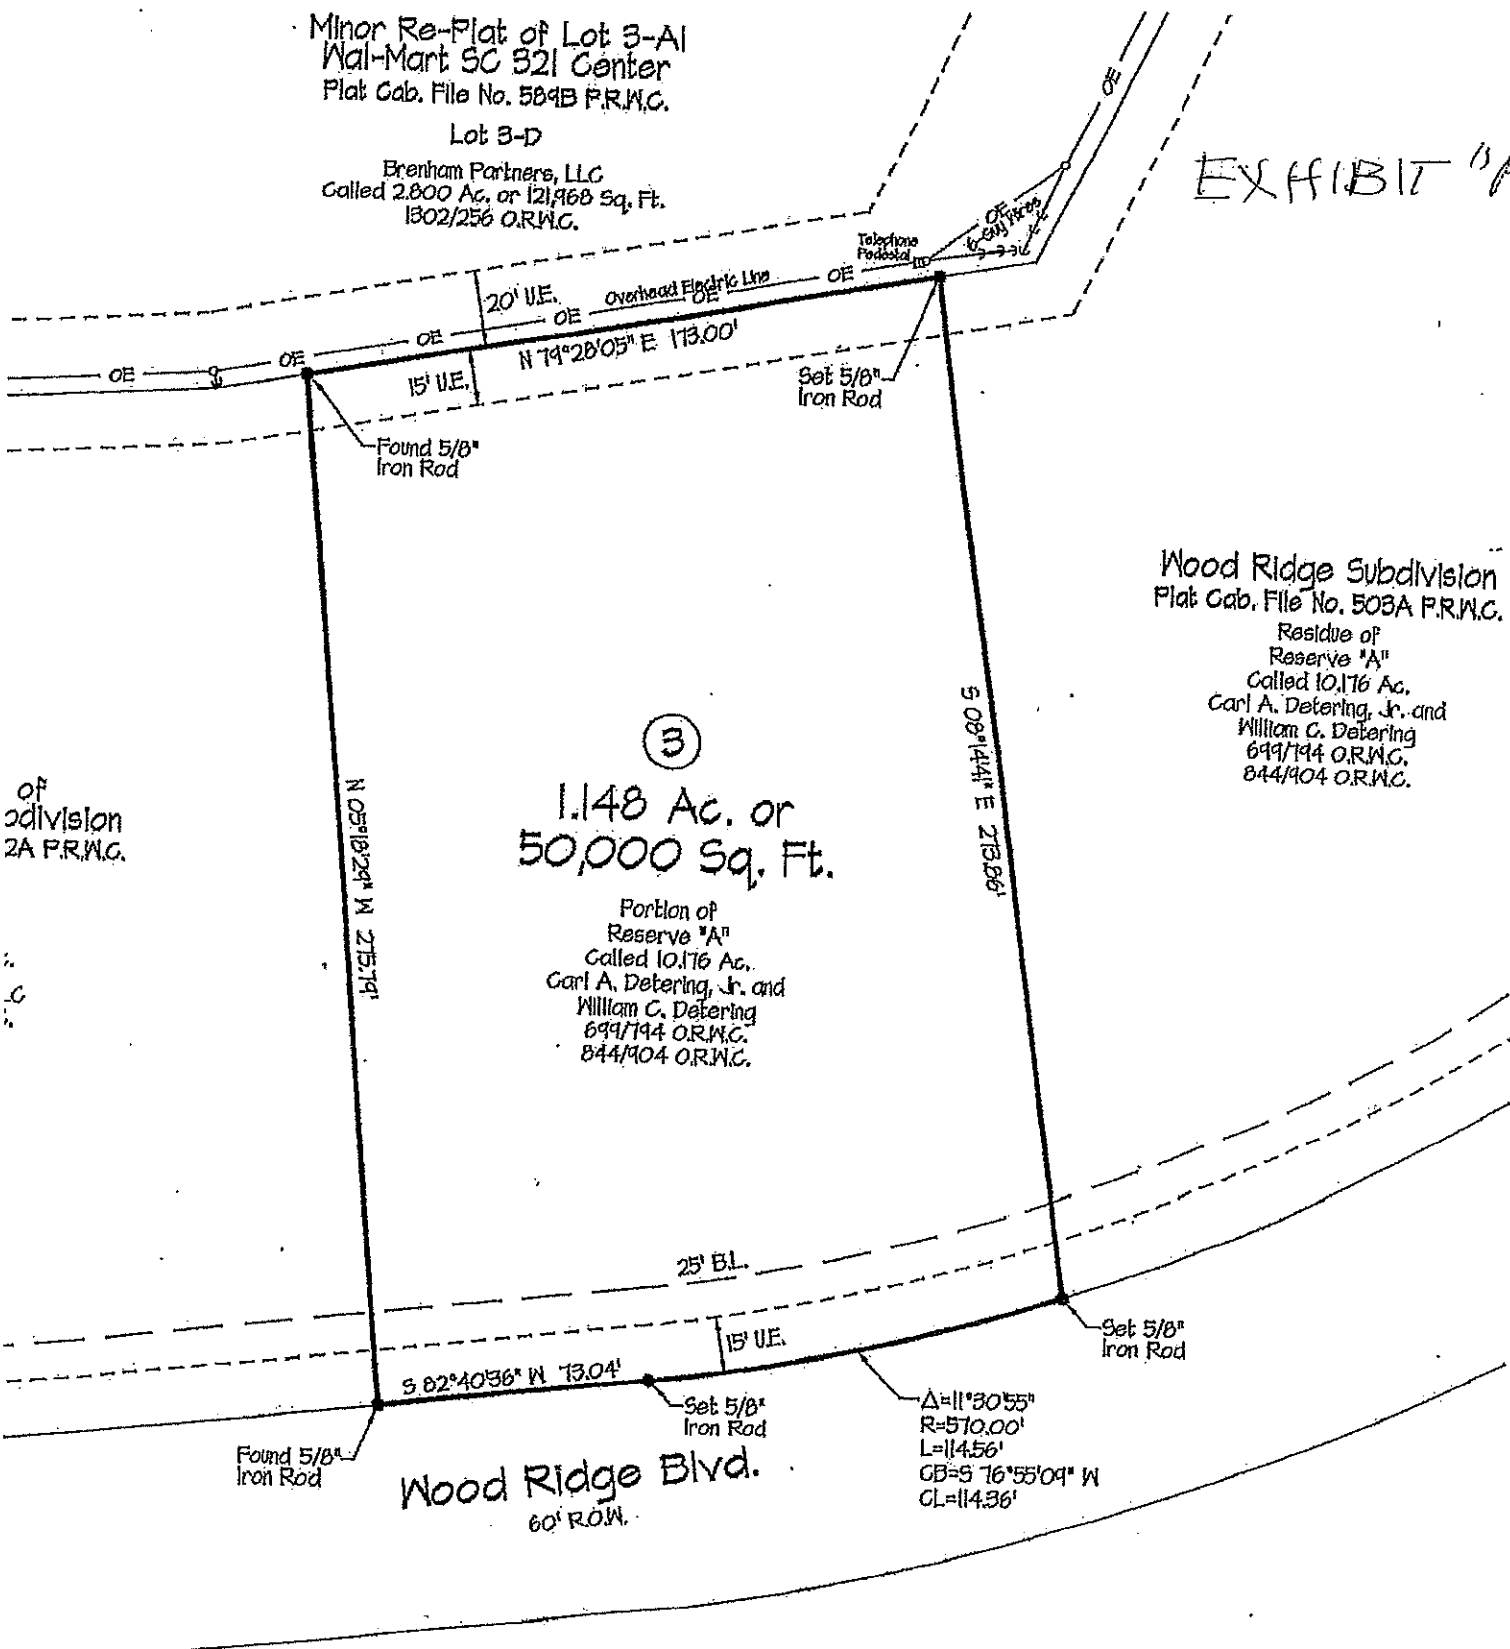 Minor Re-Plat of Lot 3-A1
Wal-Mart SC 321 Center
Plat Cab. File No. 589B P.R.W.C.
Lot 3-D
Brenham Partners, LLC
Called 2.800 Ac. or 121,968 Sq. Ft.
1302/256 O.R.W.C.
EXHIBIT "A
OE
OE
Guy Wires
Telephone
Pedestal
20' U.E.
Overhead Electric Line
OE
OE
OE
OE
OE
OE
N 79°28'05" E 173.00'
15' U.E.
Set 5/8"
Iron Rod
Found 5/8"
Iron Rod
Wood Ridge Subdivision
Plat Cab. File No. 503A P.R.W.C.
Residue of
Reserve "A"
Called 10.176 Ac.
Carl A. Detering, Jr. and
William C. Detering
699/794 O.R.W.C.
844/904 O.R.W.C.
S 08°14'41" E 273.86'
3
1.148 Ac. or
50,000 Sq. Ft.
Portion of
Reserve "A"
Called 10.176 Ac.
Carl A. Detering, Jr. and
William C. Detering
699/794 O.R.W.C.
844/904 O.R.W.C.
N 05°18'29" W 275.79'
of
odivision
2A P.R.W.C.
C
25' B.L.
15' U.E.
S 82°40'36" W 73.04'
Set 5/8"
Iron Rod
Set 5/8"
Iron Rod
Found 5/8"
Iron Rod
Δ=11°30'55"
R=570.00'
L=114.56'
CB=S 76°55'09" W
CL=114.36'
Wood Ridge Blvd.
60' R.O.W.